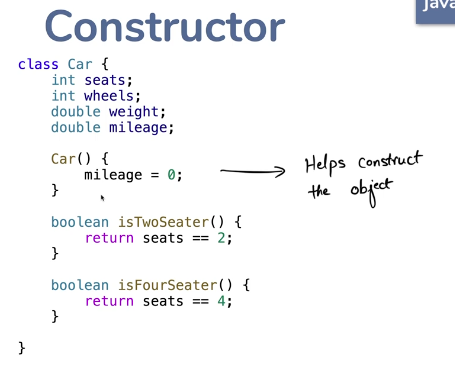 java
Constructor
class Car {
    int seats;
    int wheels;
    double weight;
    double mileage;
    Car() {
        mileage = 0;
    }
Helps construct
the object
    boolean isTwoSeater() {
        return seats == 2;
    }
    boolean isFourSeater() {
        return seats == 4;
    }
}